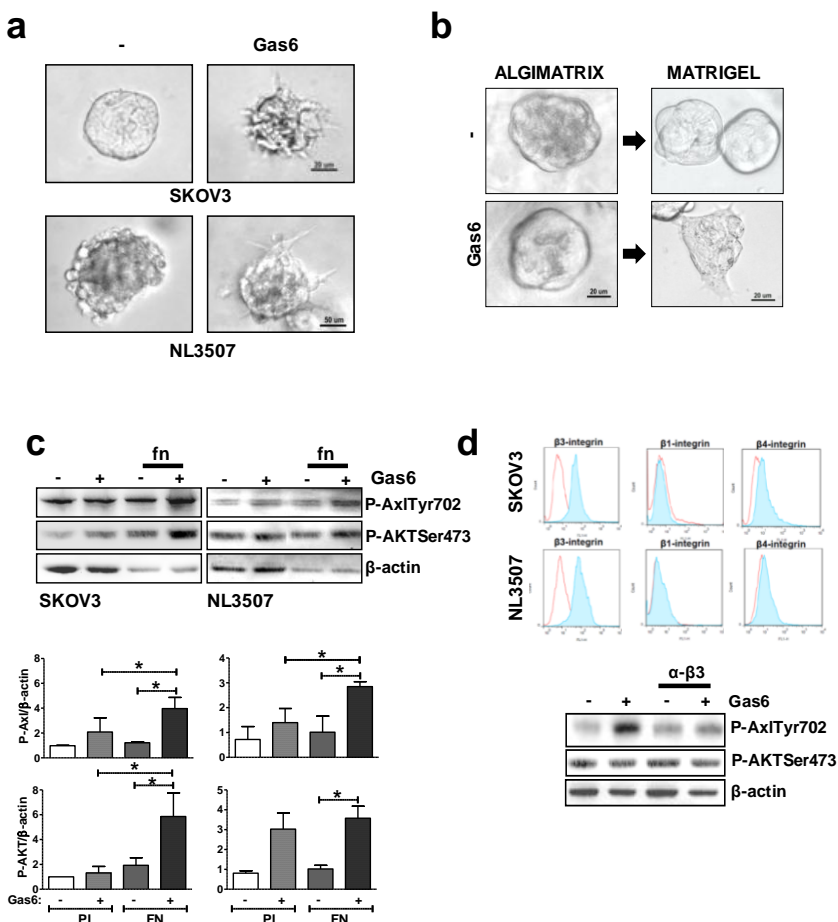 a
- Gas6
20 um
SKOV3
50 um
NL3507
b
ALGIMATRIX MATRIGEL
-
Gas6
20 um 20 um
c
fn fn
- + - + - + - + Gas6
P-AxlTyr702
P-AKTSer473
β-actin
SKOV3 NL3507
P-Axl/β-actin
8
6
4
2
0
* *
4
3
2
1
0
* *
P-AKT/β-actin
8
6
4
2
0
* *
5
4
3
2
1
0
*
Gas6: - + - + - + - +
PL FN PL FN
d
β3-integrin β1-integrin β4-integrin
SKOV3
β3-integrin β1-integrin β4-integrin
NL3507
α-β3
- + - + Gas6
P-AxlTyr702
P-AKTSer473
β-actin